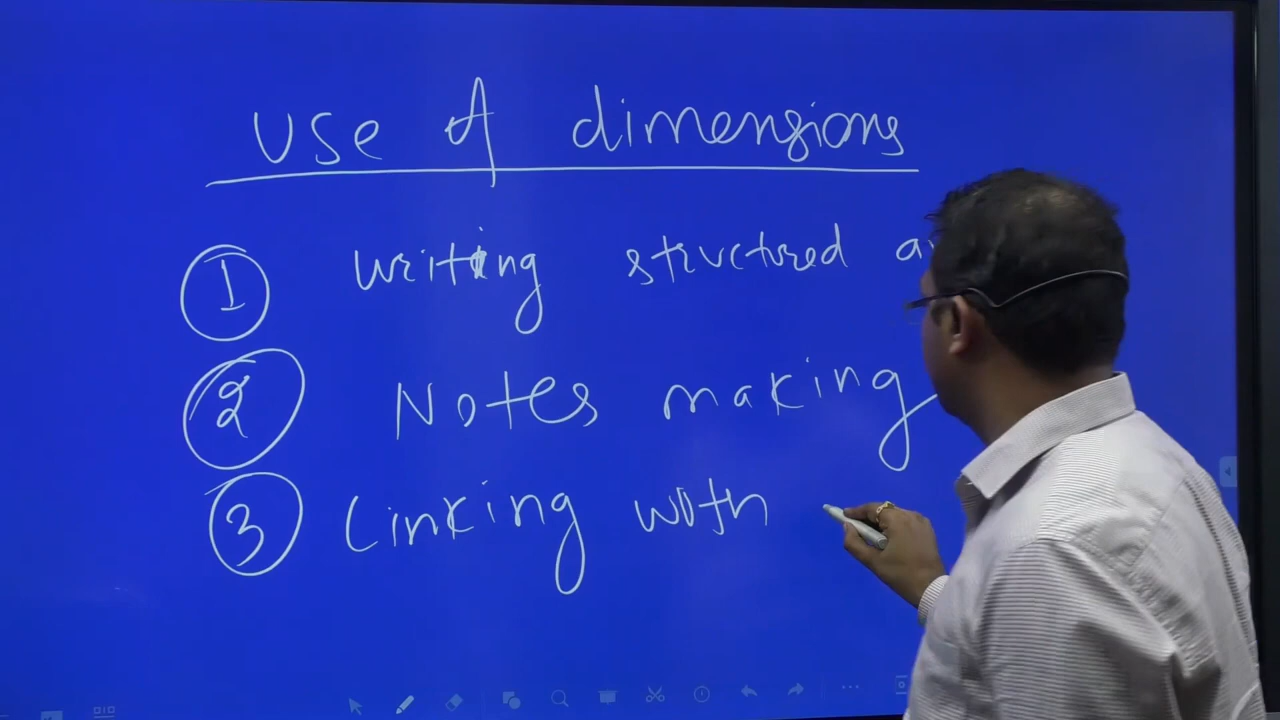 Use of dimensions
1 Writing structured
2 Notes making
3 Linking with